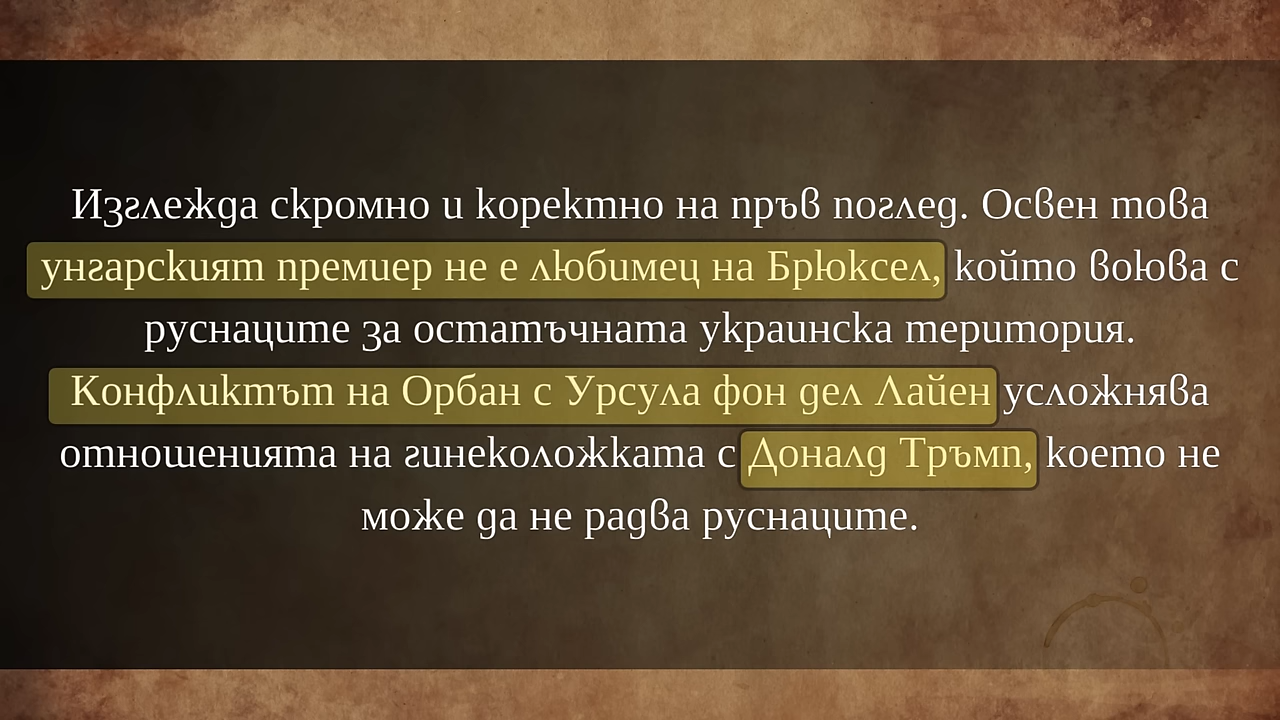 Изглежда скромно и коректно на пръв поглед. Освен това
унгарският премиер не е любимец на Брюксел, който воюва с
руснаците за остатъчната украинска територия.
Конфликтът на Орбан с Урсула фон дел Лайен усложнява
отношенията на гинеколожката с Доналд Тръмп, което не
може да не радва руснаците.